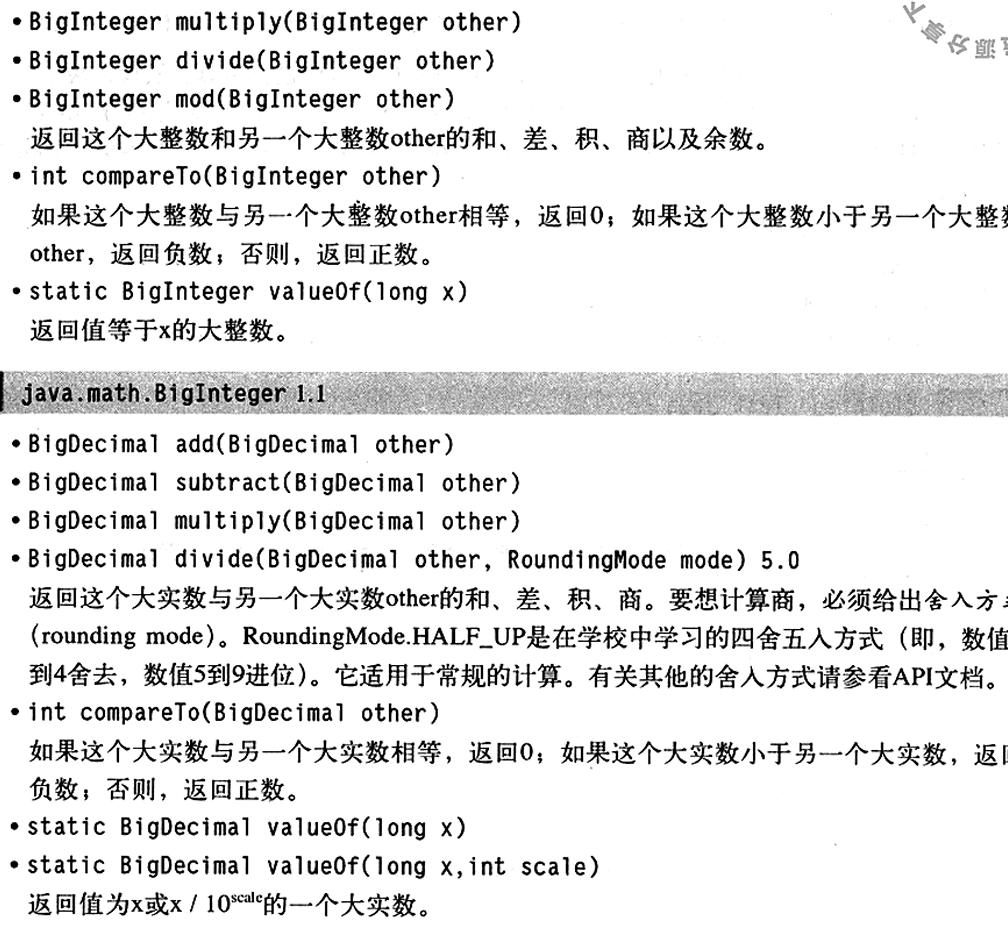 • BigInteger multiply(BigInteger other)
• BigInteger divide(BigInteger other)
• BigInteger mod(BigInteger other)
返回这个大整数和另一个大整数other的和、差、积、商以及余数。
• int compareTo(BigInteger other)
如果这个大整数与另一个大整数other相等，返回0；如果这个大整数小于另一个大整数
other，返回负数；否则，返回正数。
• static BigInteger valueOf(long x)
返回值等于x的大整数。
java.math.BigInteger 1.1
• BigDecimal add(BigDecimal other)
• BigDecimal subtract(BigDecimal other)
• BigDecimal multiply(BigDecimal other)
• BigDecimal divide(BigDecimal other, RoundingMode mode) 5.0
返回这个大实数与另一个大实数other的和、差、积、商。要想计算商，必须给出舍入方式
(rounding mode)。RoundingMode.HALF_UP是在学校中学习的四舍五入方式（即，数值
到4舍去，数值5到9进位）。它适用于常规的计算。有关其他的舍入方式请参看API文档。
• int compareTo(BigDecimal other)
如果这个大实数与另一个大实数相等，返回0；如果这个大实数小于另一个大实数，返回
负数；否则，返回正数。
• static BigDecimal valueOf(long x)
• static BigDecimal valueOf(long x,int scale)
返回值为x或x / 10^scale的一个大实数。
源分享下